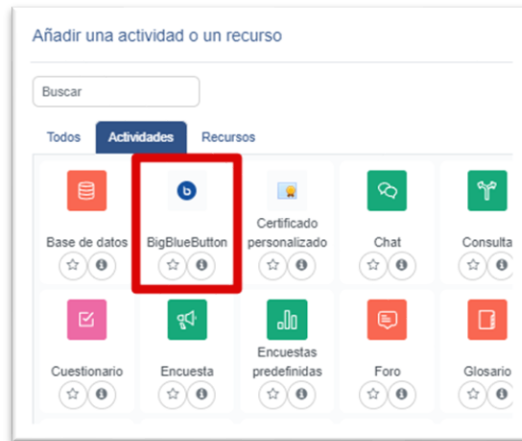 Añadir una actividad o un recurso
Buscar
Todos Actividades Recursos
Base de datos BigBlueButton Certificado personalizado Chat Consulta
Cuestionario Encuesta Encuestas predefinidas Foro Glosario